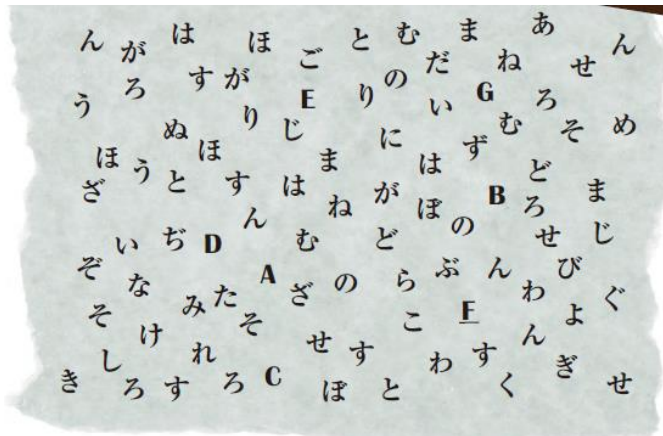 ん が は ほ ご と む ま あ ん
う ろ す が E り の だ ね せ
ぬ り じ に い G む ろ そ め
ほ う と ほ す は ま は ず ど ま
ざ ん ね が ぼ の B ろ せ じ
い ぢ D む ど
ぞ な A ざ の ら ぶ ん び
そ み た そ こ F わ よ ぐ
け れ せ す わ す ん ぎ
き し ろ す ろ C ぼ と く せ